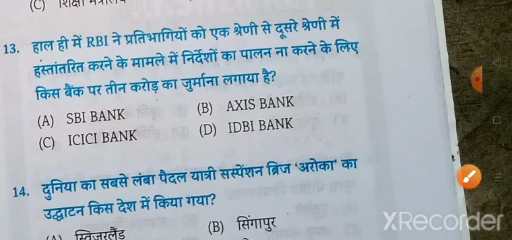 (C) शिक्षा
13. हाल ही में RBI ने प्रतिभागियों को एक श्रेणी से दूसरे श्रेणी में
हस्तांतरित करने के मामले में निर्देशों का पालन ना करने के लिए
किस बैंक पर तीन करोड़ का जुर्माना लगाया है?
(A) SBI BANK (B) AXIS BANK
(C) ICICI BANK (D) IDBI BANK
14. दुनिया का सबसे लंबा पैदल यात्री सस्पेंशन ब्रिज ‘अरोका’ का
उद्घाटन किस देश में किया गया?
(A) स्विजरलैंड (B) सिंगापुर
XRecorder